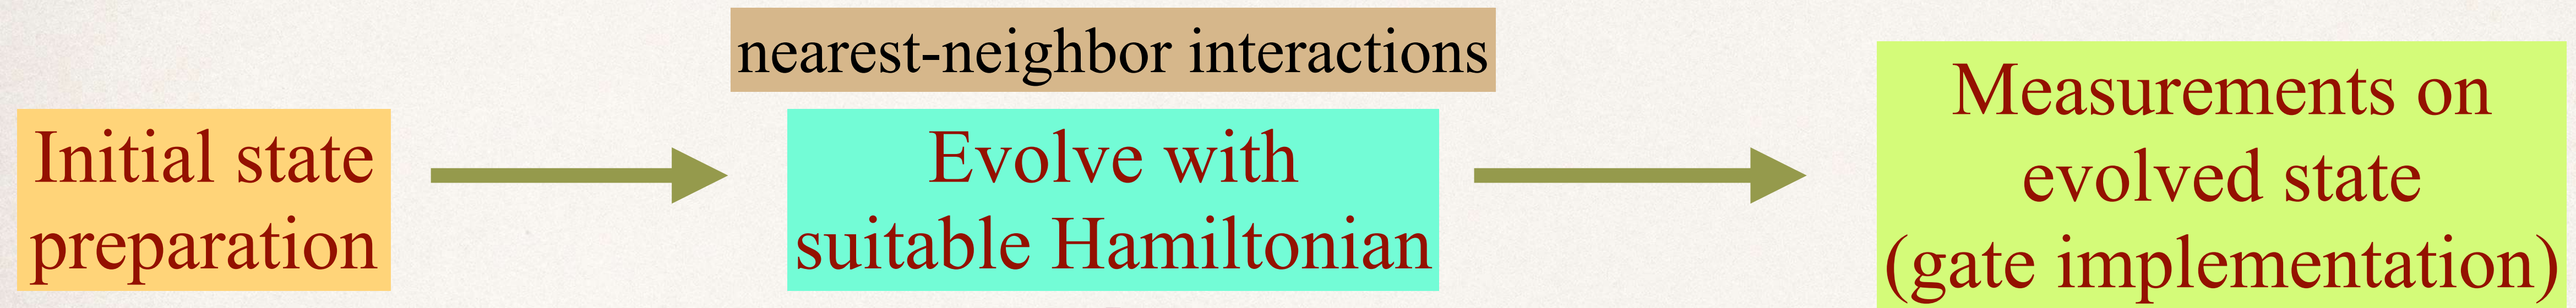 Initial state
preparation
nearest-neighbor interactions
Evolve with
suitable Hamiltonian
Measurements on
evolved state
(gate implementation)